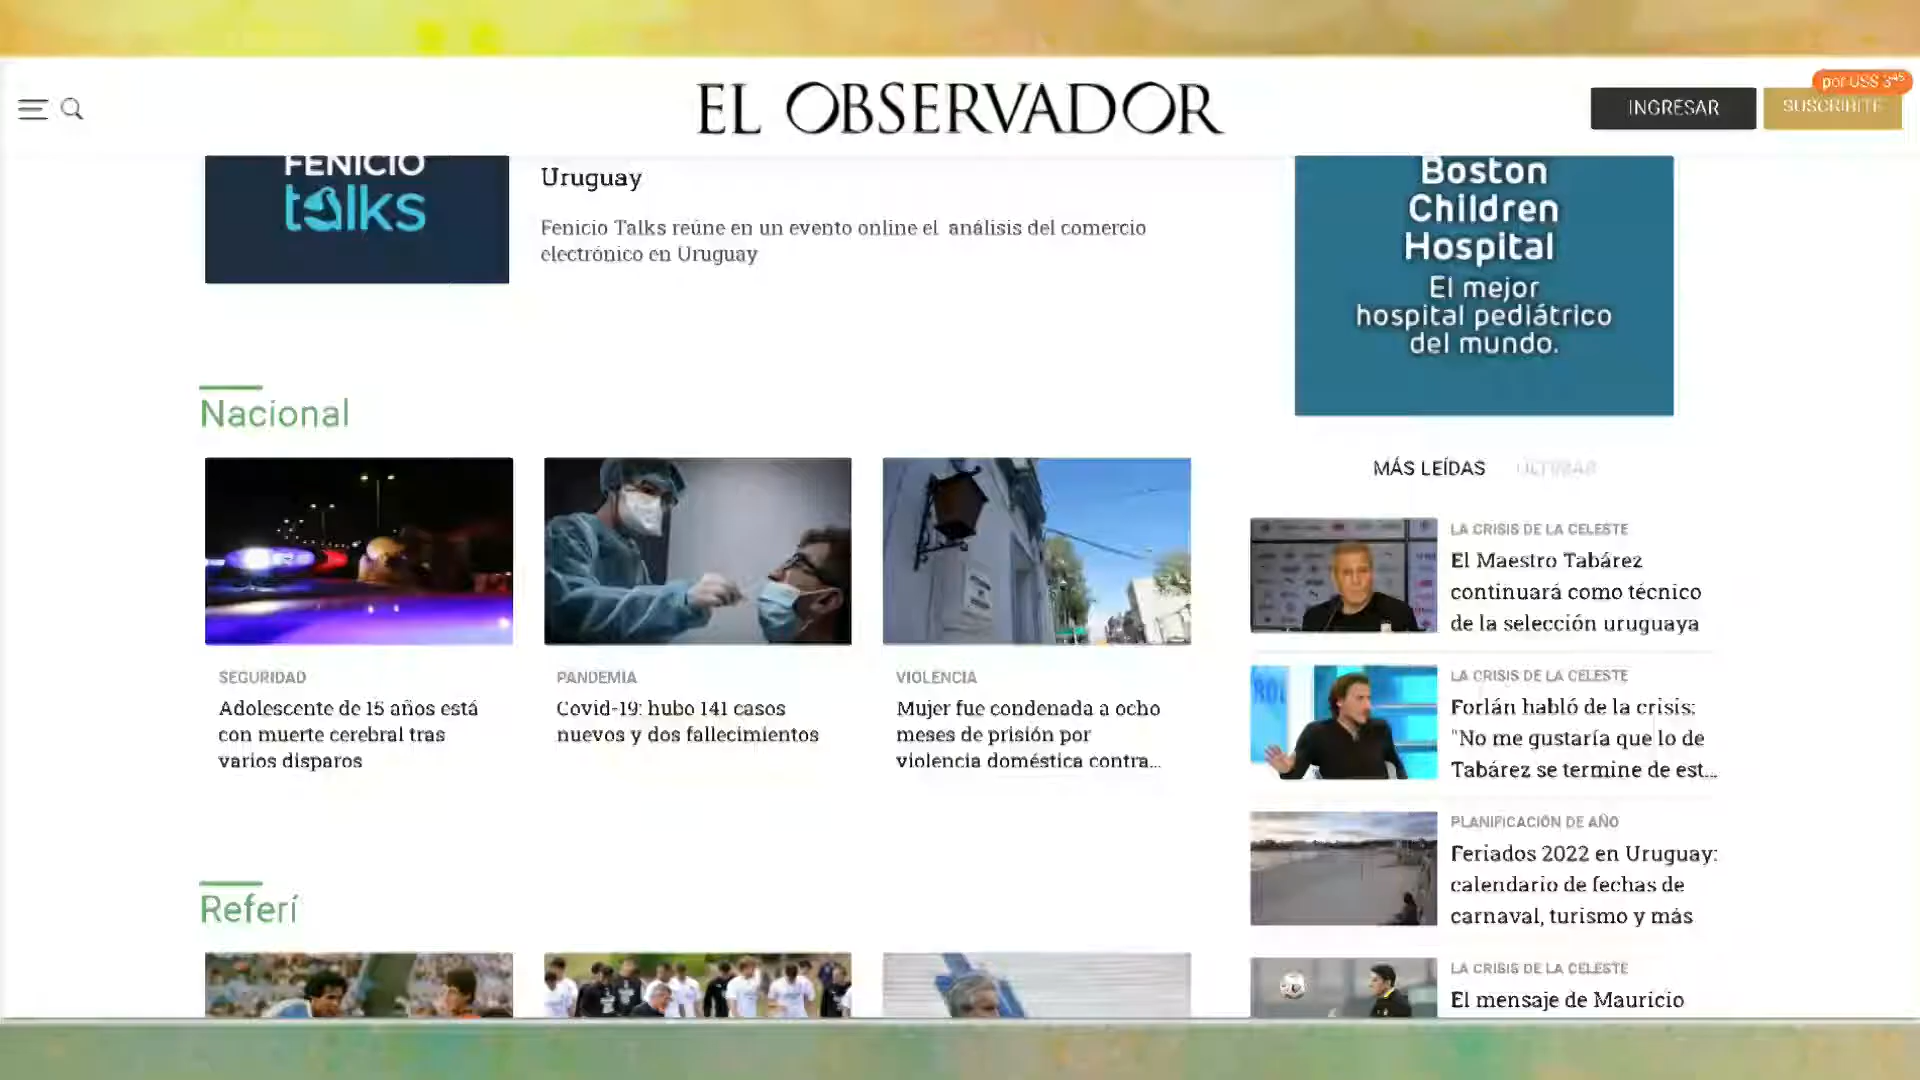 EL OBSERVADOR
INGRESAR
por US$ 3⁴⁵
SUSCRIBITE
FENICIO
talks
Uruguay
Fenicio Talks reúne en un evento online el análisis del comercio
electrónico en Uruguay
Boston
Children
Hospital
El mejor
hospital pediátrico
del mundo.
Nacional
SEGURIDAD
Adolescente de 15 años está
con muerte cerebral tras
varios disparos
PANDEMIA
Covid-19: hubo 141 casos
nuevos y dos fallecimientos
VIOLENCIA
Mujer fue condenada a ocho
meses de prisión por
violencia doméstica contra...
MÁS LEÍDAS
ÚLTIMAS
LA CRISIS DE LA CELESTE
El Maestro Tabárez
continuará como técnico
de la selección uruguaya
LA CRISIS DE LA CELESTE
Forlán habló de la crisis:
"No me gustaría que lo de
Tabárez se termine de est...
PLANIFICACIÓN DE AÑO
Feriados 2022 en Uruguay:
calendario de fechas de
carnaval, turismo y más
LA CRISIS DE LA CELESTE
El mensaje de Mauricio
Referí